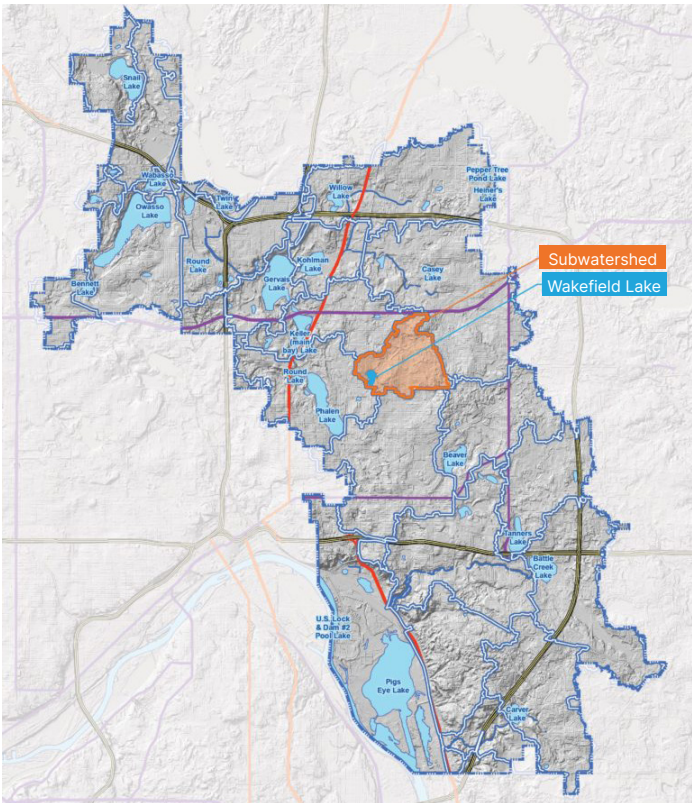 Snail
Lake
Wabasso
Lake
Owasso
Lake
Twin
Lake
Willow
Lake
Pepper Tree
Pond Lake
Heiner's
Lake
Bennett
Lake
Round
Lake
Kohlman
Lake
Gervais
Lake
Casey
Lake
Subwatershed
Wakefield Lake
Keller
(main
bay) Lake
Round
Lake
Phalen
Lake
Beaver
Lake
Tanners
Lake
Battle
Creek
Lake
U.S. Lock
& Dam #2
Pool Lake
Pigs
Eye Lake
Carver
Lake